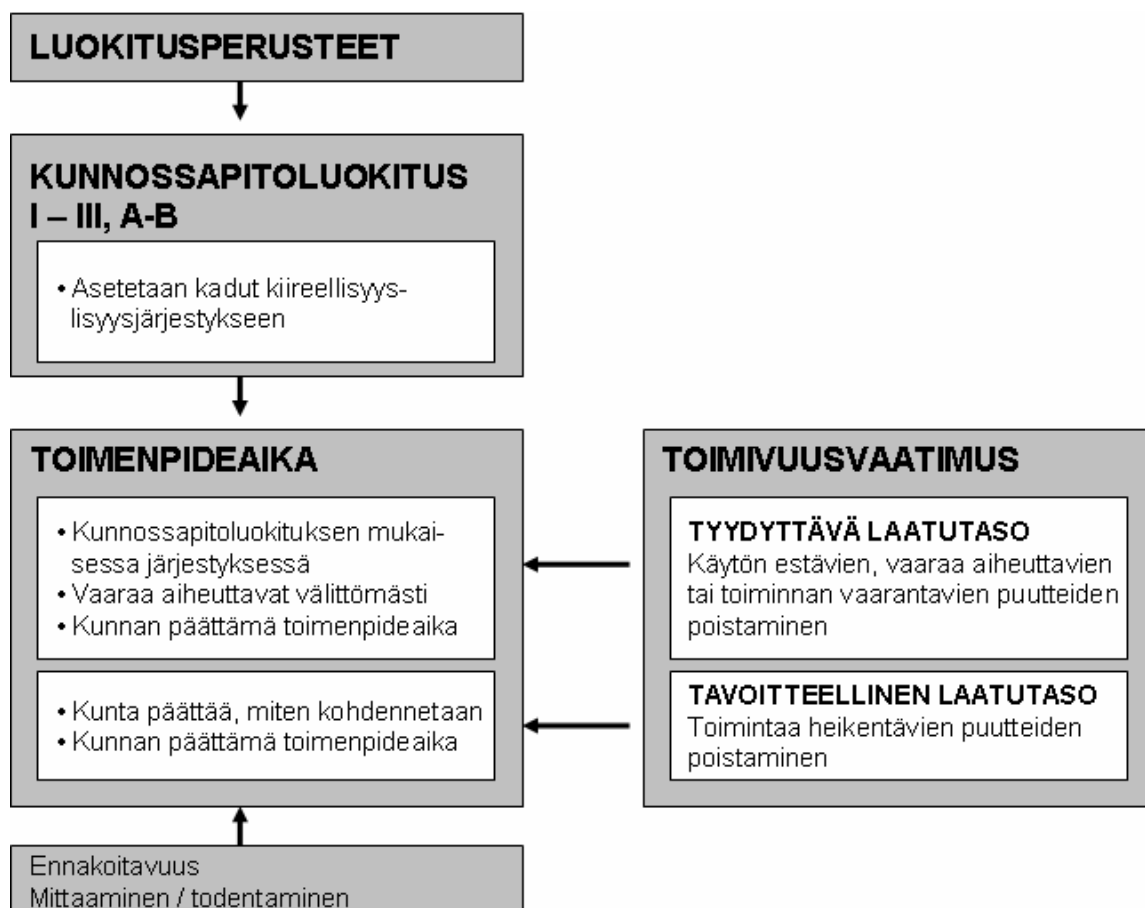 LUOKITUSPERUSTEET
KUNNOSSAPITOLUOKITUS
I – III, A-B
• Asetetaan kadut kiireellisyys-
lisyysjärjestykseen
TOIMENPIDEAIKA
• Kunnossapitoluokituksen mukai-
sessa järjestyksessä
• Vaaraa aiheuttavat välittömästi
• Kunnan päättämä toimenpideaika
• Kunta päättää, miten kohdennetaan
• Kunnan päättämä toimenpideaika
TOIMIVUUSVAATIMUS
TYYDYTTÄVÄ LAATUTASO
Käytön estävien, vaaraa aiheuttavien
tai toiminnan vaarantavien puutteiden
poistaminen
TAVOITTEELLINEN LAATUTASO
Toimintaa heikentävien puutteiden
poistaminen
Ennakoitavuus
Mittaaminen / todentaminen